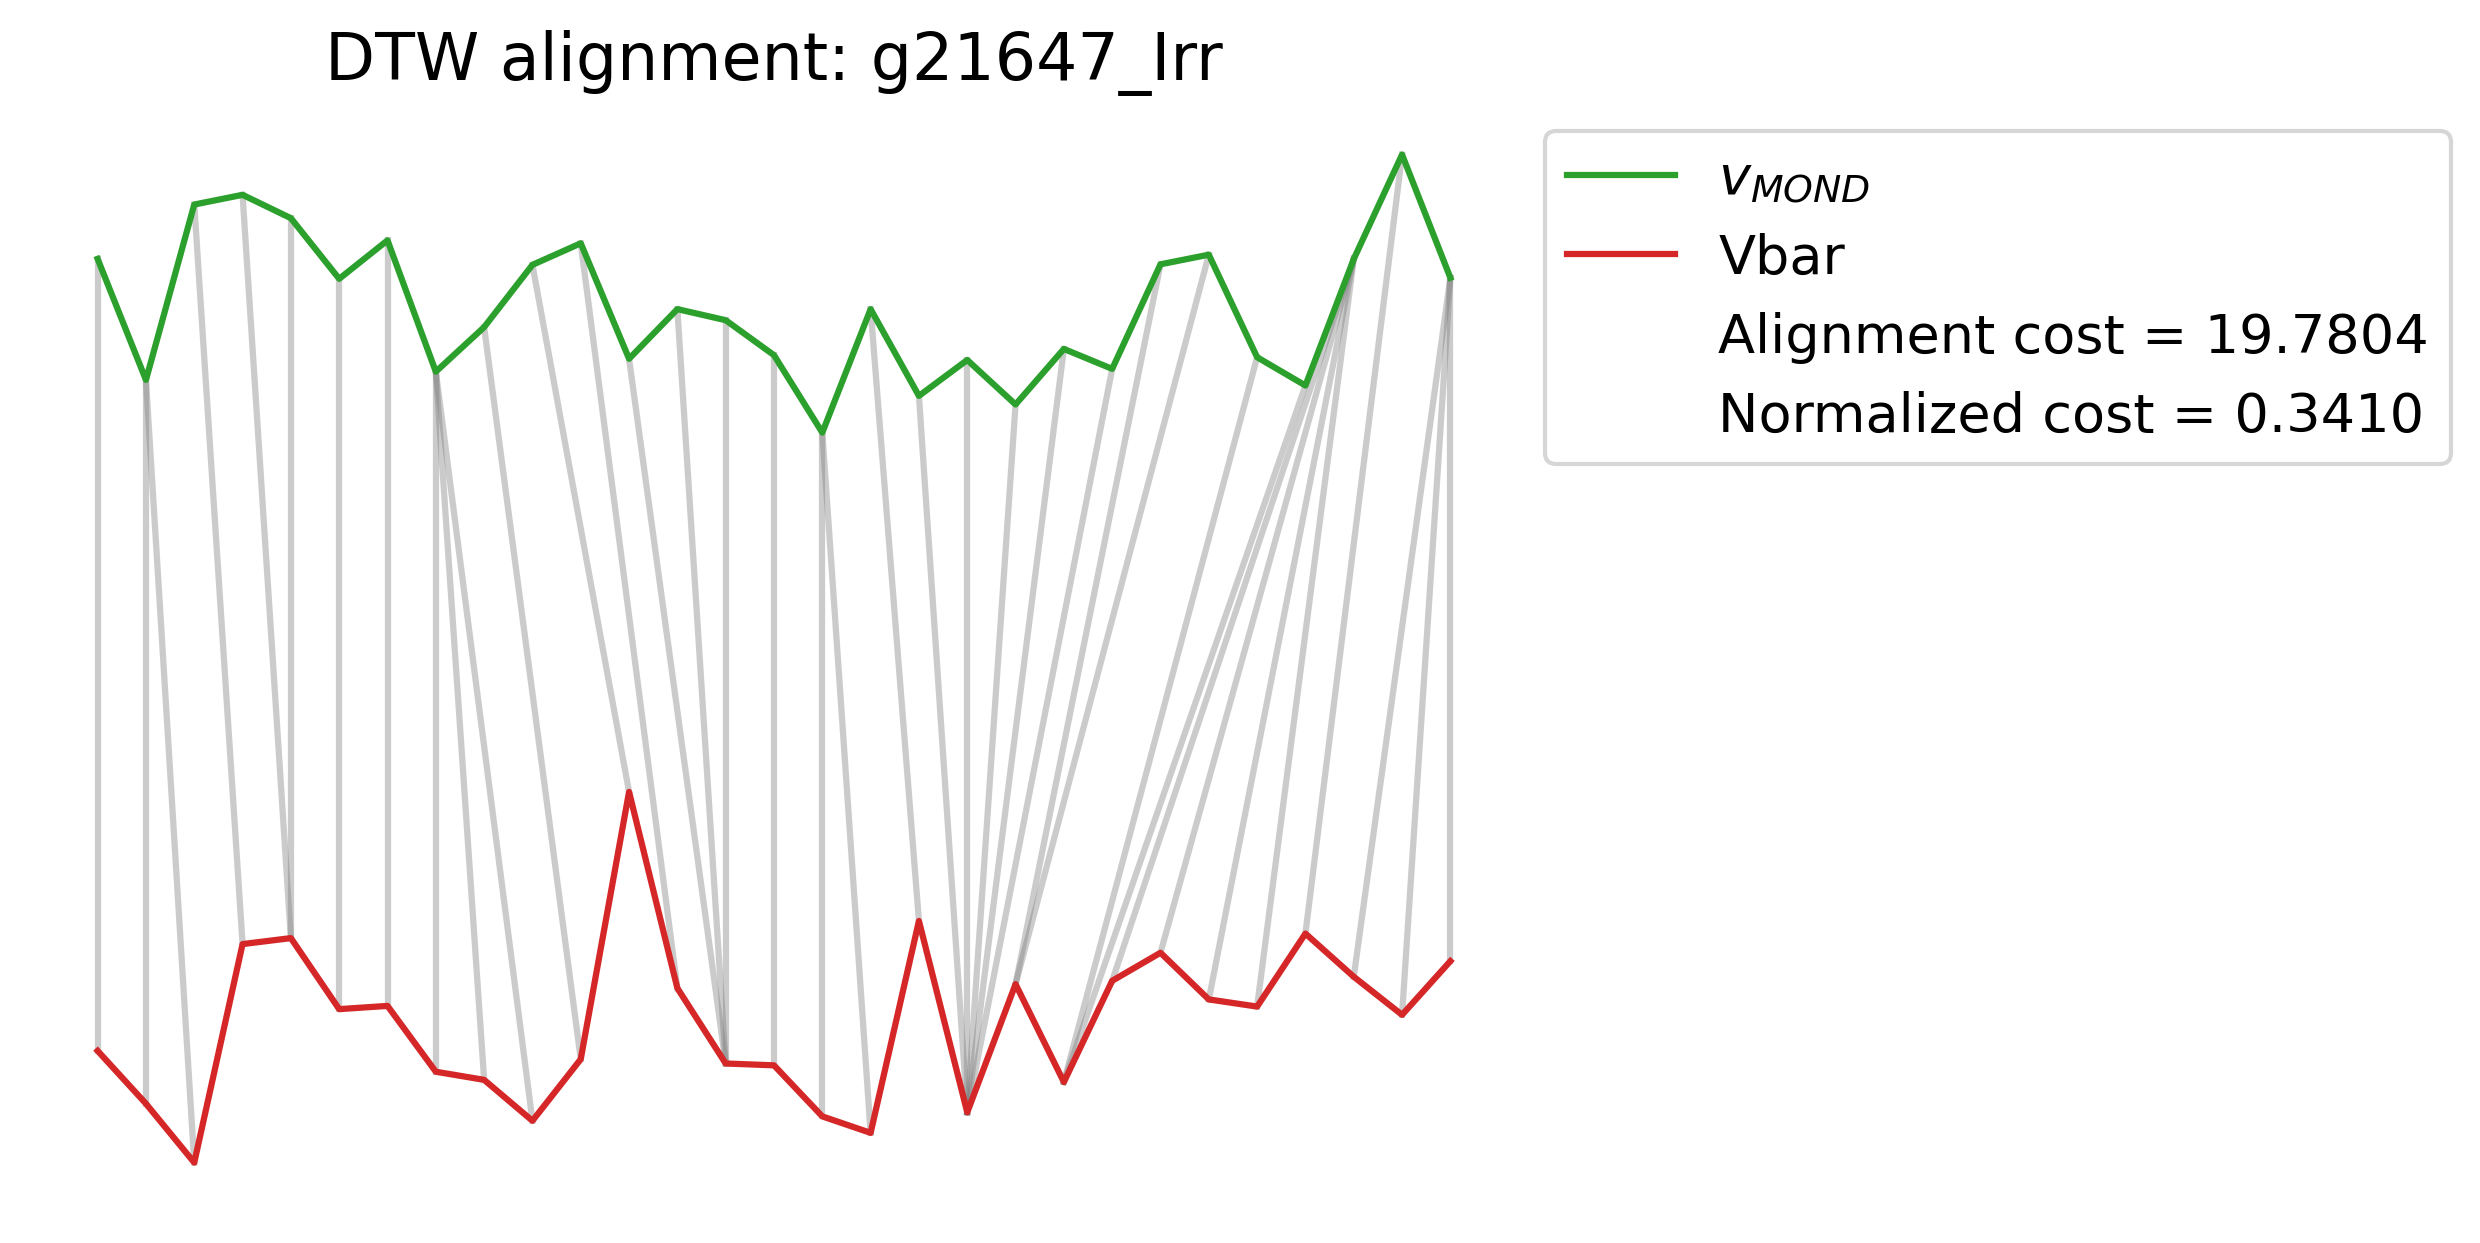 DTW alignment: g21647_Irr
v_MOND
Vbar
Alignment cost = 19.7804
Normalized cost = 0.3410